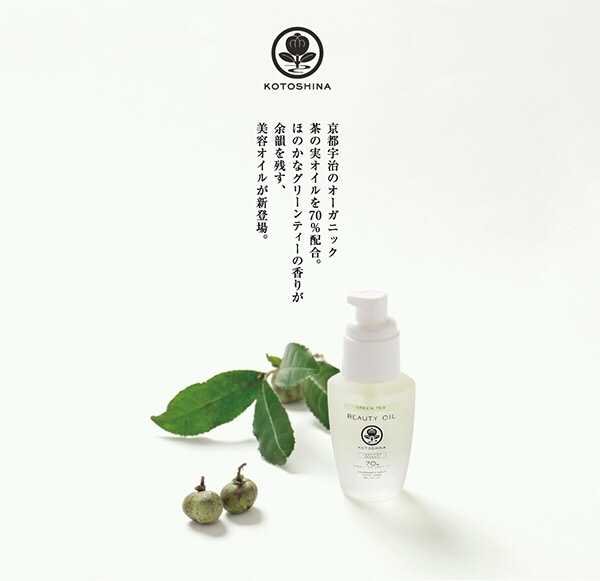 KOTOSHINA
京都宇治のオーガニック
茶の実オイルを70%配合。
ほのかなグリーンティーの香りが
余韻を残す、
美容オイルが新登場。
GREEN TEA
BEAUTY OIL
KOTOSHINA
70%